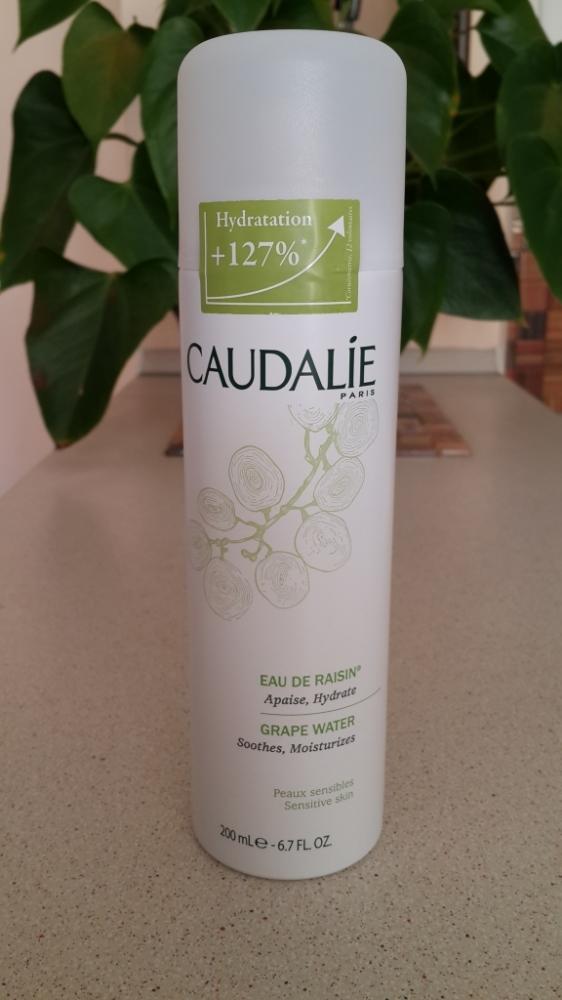 Hydratation
+127%*
CAUDALÍE
PARIS
EAU DE RAISIN®
Apaise, Hydrate
GRAPE WATER
Soothes, Moisturizes
Peaux sensibles
Sensitive skin
200 mL ℮ - 6.7 FL. OZ.